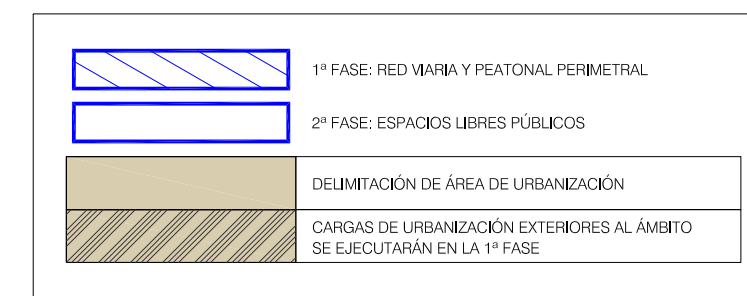 1ª FASE: RED VIARIA Y PEATONAL PERIMETRAL
2ª FASE: ESPACIOS LIBRES PÚBLICOS
DELIMITACIÓN DE ÁREA DE URBANIZACIÓN
CARGAS DE URBANIZACIÓN EXTERIORES AL ÁMBITO
SE EJECUTARÁN EN LA 1ª FASE